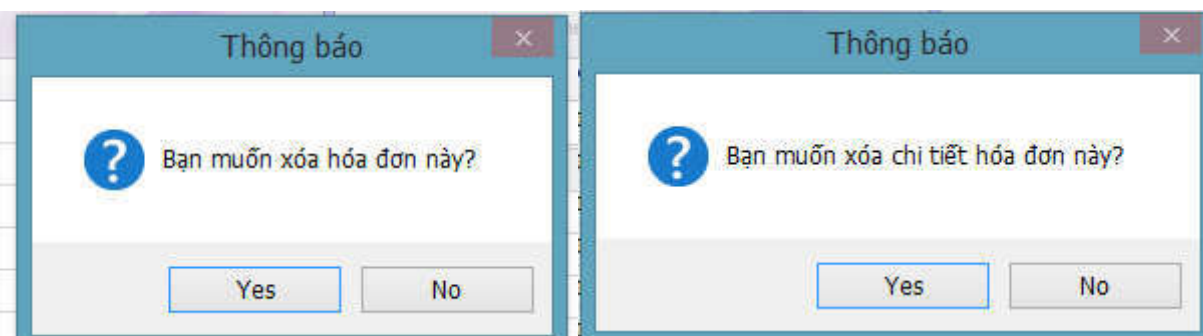 Thông báo
Bạn muốn xóa hóa đơn này?
Yes No
Thông báo
Bạn muốn xóa chi tiết hóa đơn này?
Yes No